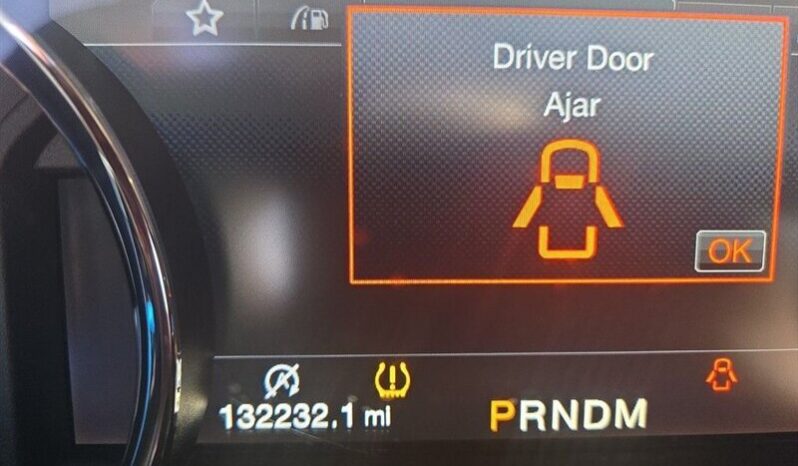 Driver Door
Ajar
OK
132232.1 mi
PRNDM